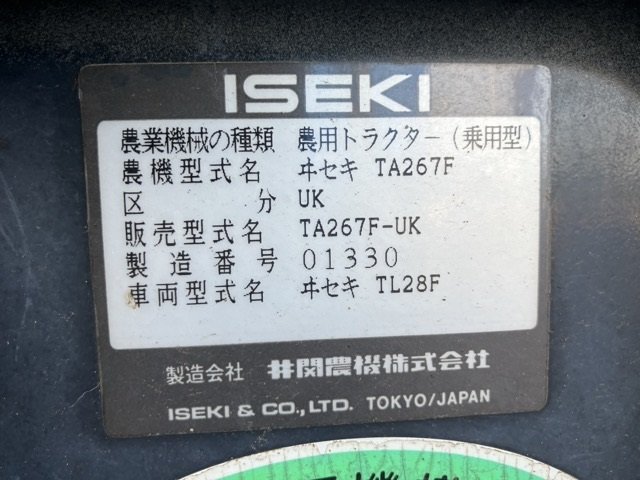 ISEKI
農業機械の種類 農用トラクター(乗用型)
農機型式名 ヰセキ TA267F
区分 UK
販売型式名 TA267F-UK
製造番号 01330
車両型式名 ヰセキ TL28F
製造会社 井関農機株式会社
ISEKI & CO., LTD. TOKYO/JAPAN